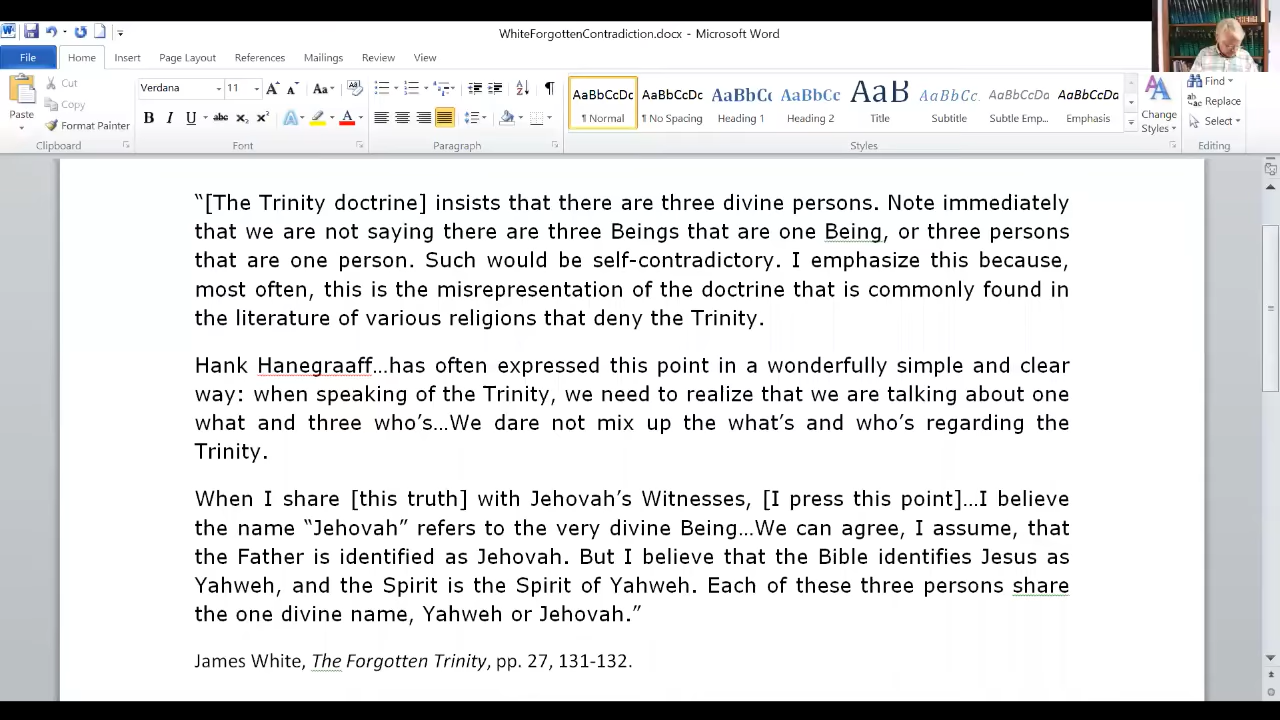 WhiteForgottenContradiction.docx - Microsoft Word
File Home Insert Page Layout References Mailings Review View
Paste
Cut
Copy
Format Painter
Clipboard
Verdana 11
B I U abc X₂ X²
Font
Paragraph
AaBbCcDc AaBbCcDc AaBbCc AaBbCc AaB AaBbCc. AaBbCcDc AaBbCcDc
¶ Normal ¶ No Spacing Heading 1 Heading 2 Title Subtitle Subtle Emp... Emphasis
Change
Styles
Styles
Find
Replace
Select
Editing
“[The Trinity doctrine] insists that there are three divine persons. Note immediately
that we are not saying there are three Beings that are one Being, or three persons
that are one person. Such would be self-contradictory. I emphasize this because,
most often, this is the misrepresentation of the doctrine that is commonly found in
the literature of various religions that deny the Trinity.
Hank Hanegraaff…has often expressed this point in a wonderfully simple and clear
way: when speaking of the Trinity, we need to realize that we are talking about one
what and three who’s…We dare not mix up the what’s and who’s regarding the
Trinity.
When I share [this truth] with Jehovah’s Witnesses, [I press this point]…I believe
the name “Jehovah” refers to the very divine Being…We can agree, I assume, that
the Father is identified as Jehovah. But I believe that the Bible identifies Jesus as
Yahweh, and the Spirit is the Spirit of Yahweh. Each of these three persons share
the one divine name, Yahweh or Jehovah.”
James White, The Forgotten Trinity, pp. 27, 131-132.